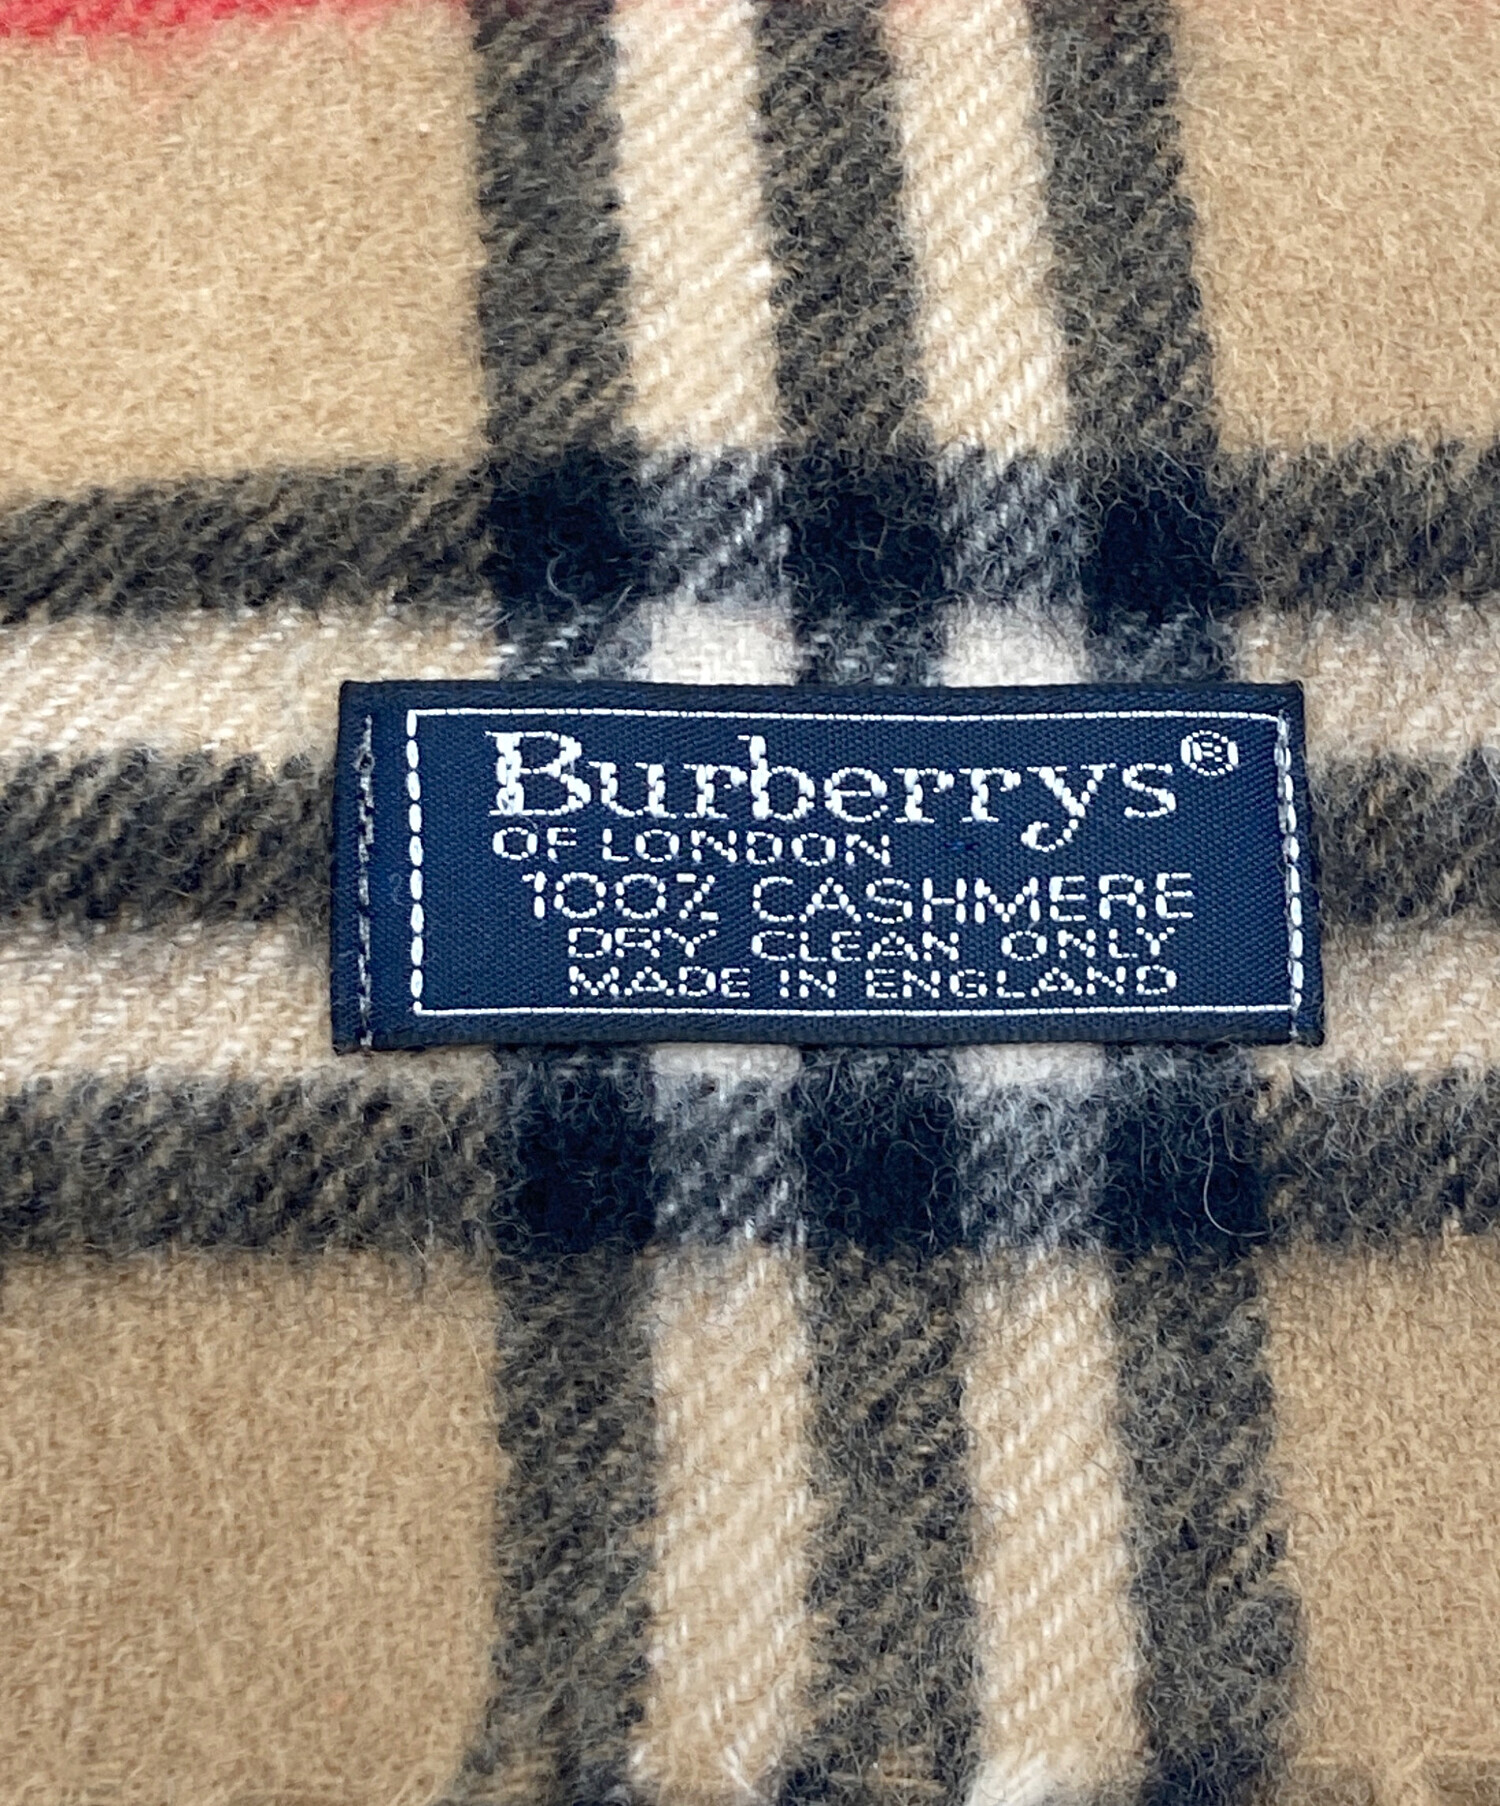 Burberrys®
OF LONDON
100% CASHMERE
DRY CLEAN ONLY
MADE IN ENGLAND